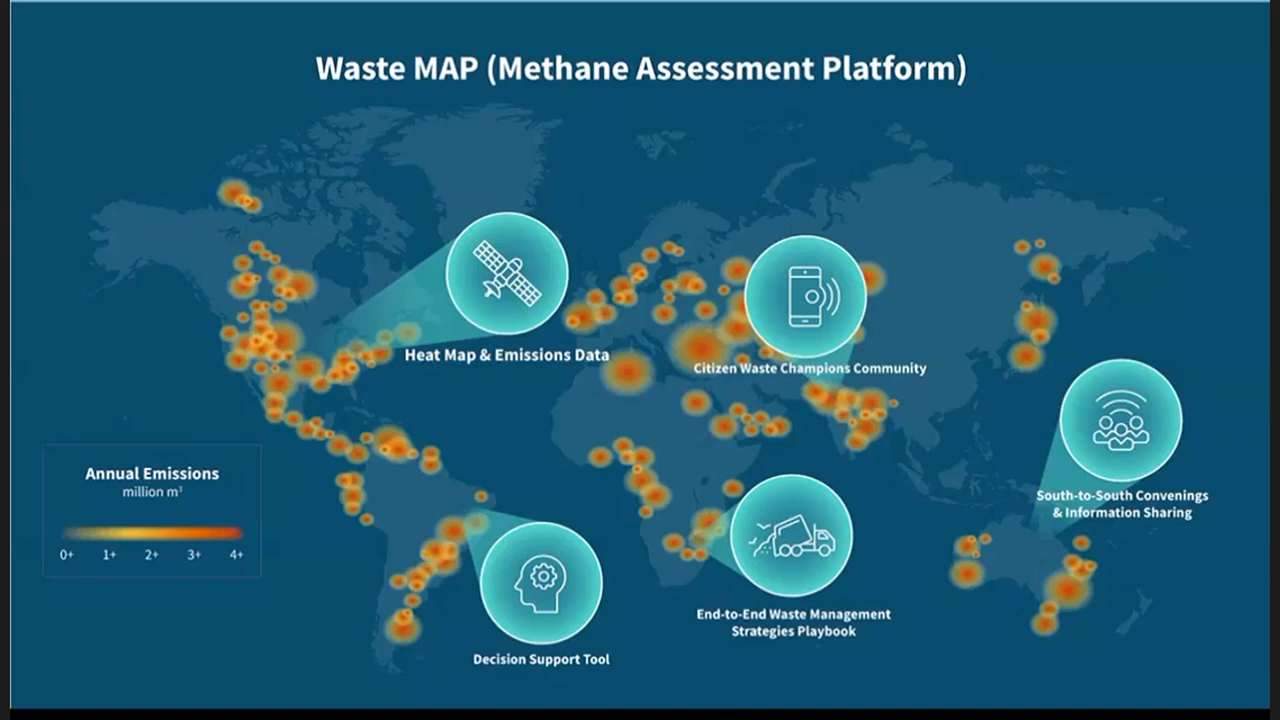 Waste MAP (Methane Assessment Platform)
Heat Map & Emissions Data
Citizen Waste Champions Community
Annual Emissions
million m³
0+ 1+ 2+ 3+ 4+
South-to-South Convenings
& Information Sharing
End-to-End Waste Management
Strategies Playbook
Decision Support Tool